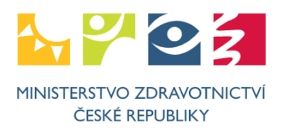 MINISTERSTVO ZDRAVOTNICTVÍ
ČESKÉ REPUBLIKY